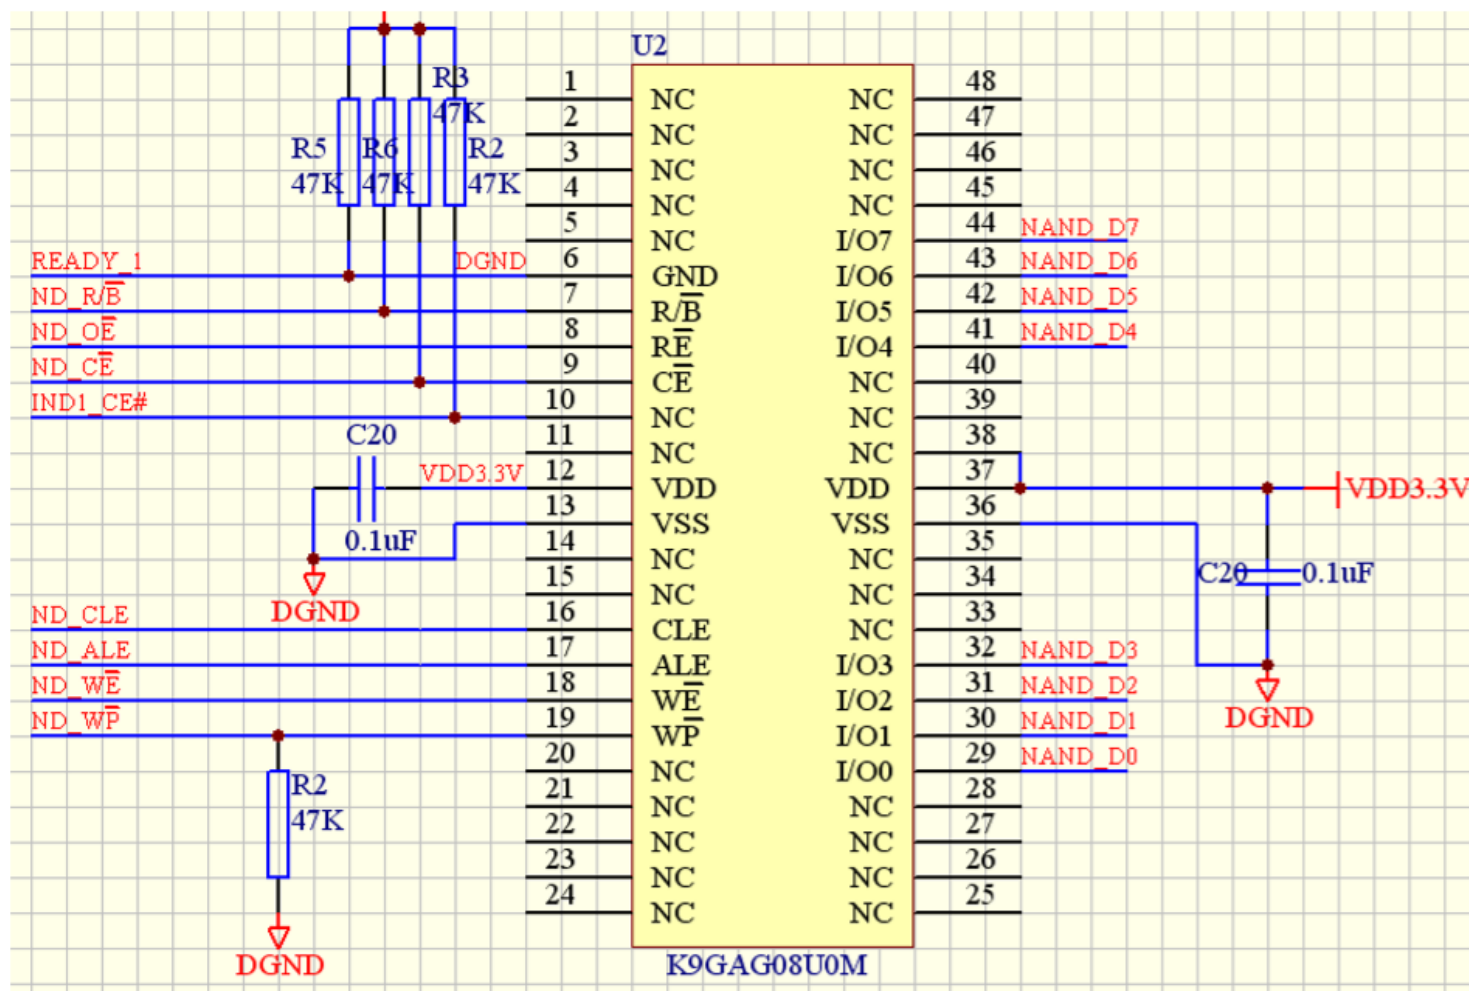 U2
R3
47K
R5
47K
R6
47K
R2
47K
READY_1
DGND
ND_R/B̅
ND_OE̅
ND_CE̅
IND1_CE#
C20
0.1uF
VDD3.3V
DGND
ND_CLE
ND_ALE
ND_WE̅
ND_WP̅
R2
47K
DGND
1 NC NC 48
2 NC NC 47
3 NC NC 46
4 NC NC 45
5 NC I/O7 44 NAND_D7
6 GND I/O6 43 NAND_D6
7 R/B̅ I/O5 42 NAND_D5
8 RE̅ I/O4 41 NAND_D4
9 CE̅ NC 40
10 NC NC 39
11 NC NC 38
12 VDD VDD 37 VDD3.3V
13 VSS VSS 36
14 NC NC 35
15 NC NC 34
16 CLE NC 33
17 ALE I/O3 32 NAND_D3
18 WE̅ I/O2 31 NAND_D2
19 WP̅ I/O1 30 NAND_D1
20 NC I/O0 29 NAND_D0
21 NC NC 28
22 NC NC 27
23 NC NC 26
24 NC NC 25
C20 0.1uF
DGND
K9GAG08U0M